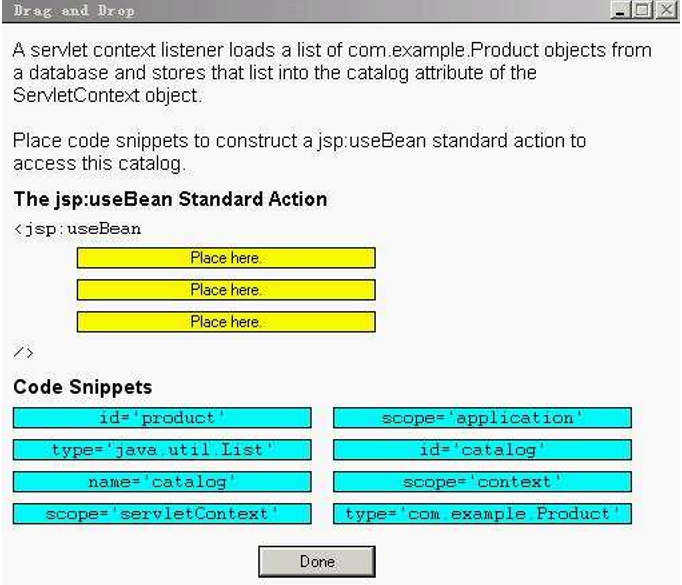 Drag and Drop
A servlet context listener loads a list of com.example.Product objects from
a database and stores that list into the catalog attribute of the
ServletContext object.
Place code snippets to construct a jsp:useBean standard action to
access this catalog.
The jsp:useBean Standard Action
<jsp:useBean
Place here.
Place here.
Place here.
/>
Code Snippets
id='product' scope='application'
type='java.util.List' id='catalog'
name='catalog' scope='context'
scope='servletContext' type='com.example.Product'
Done